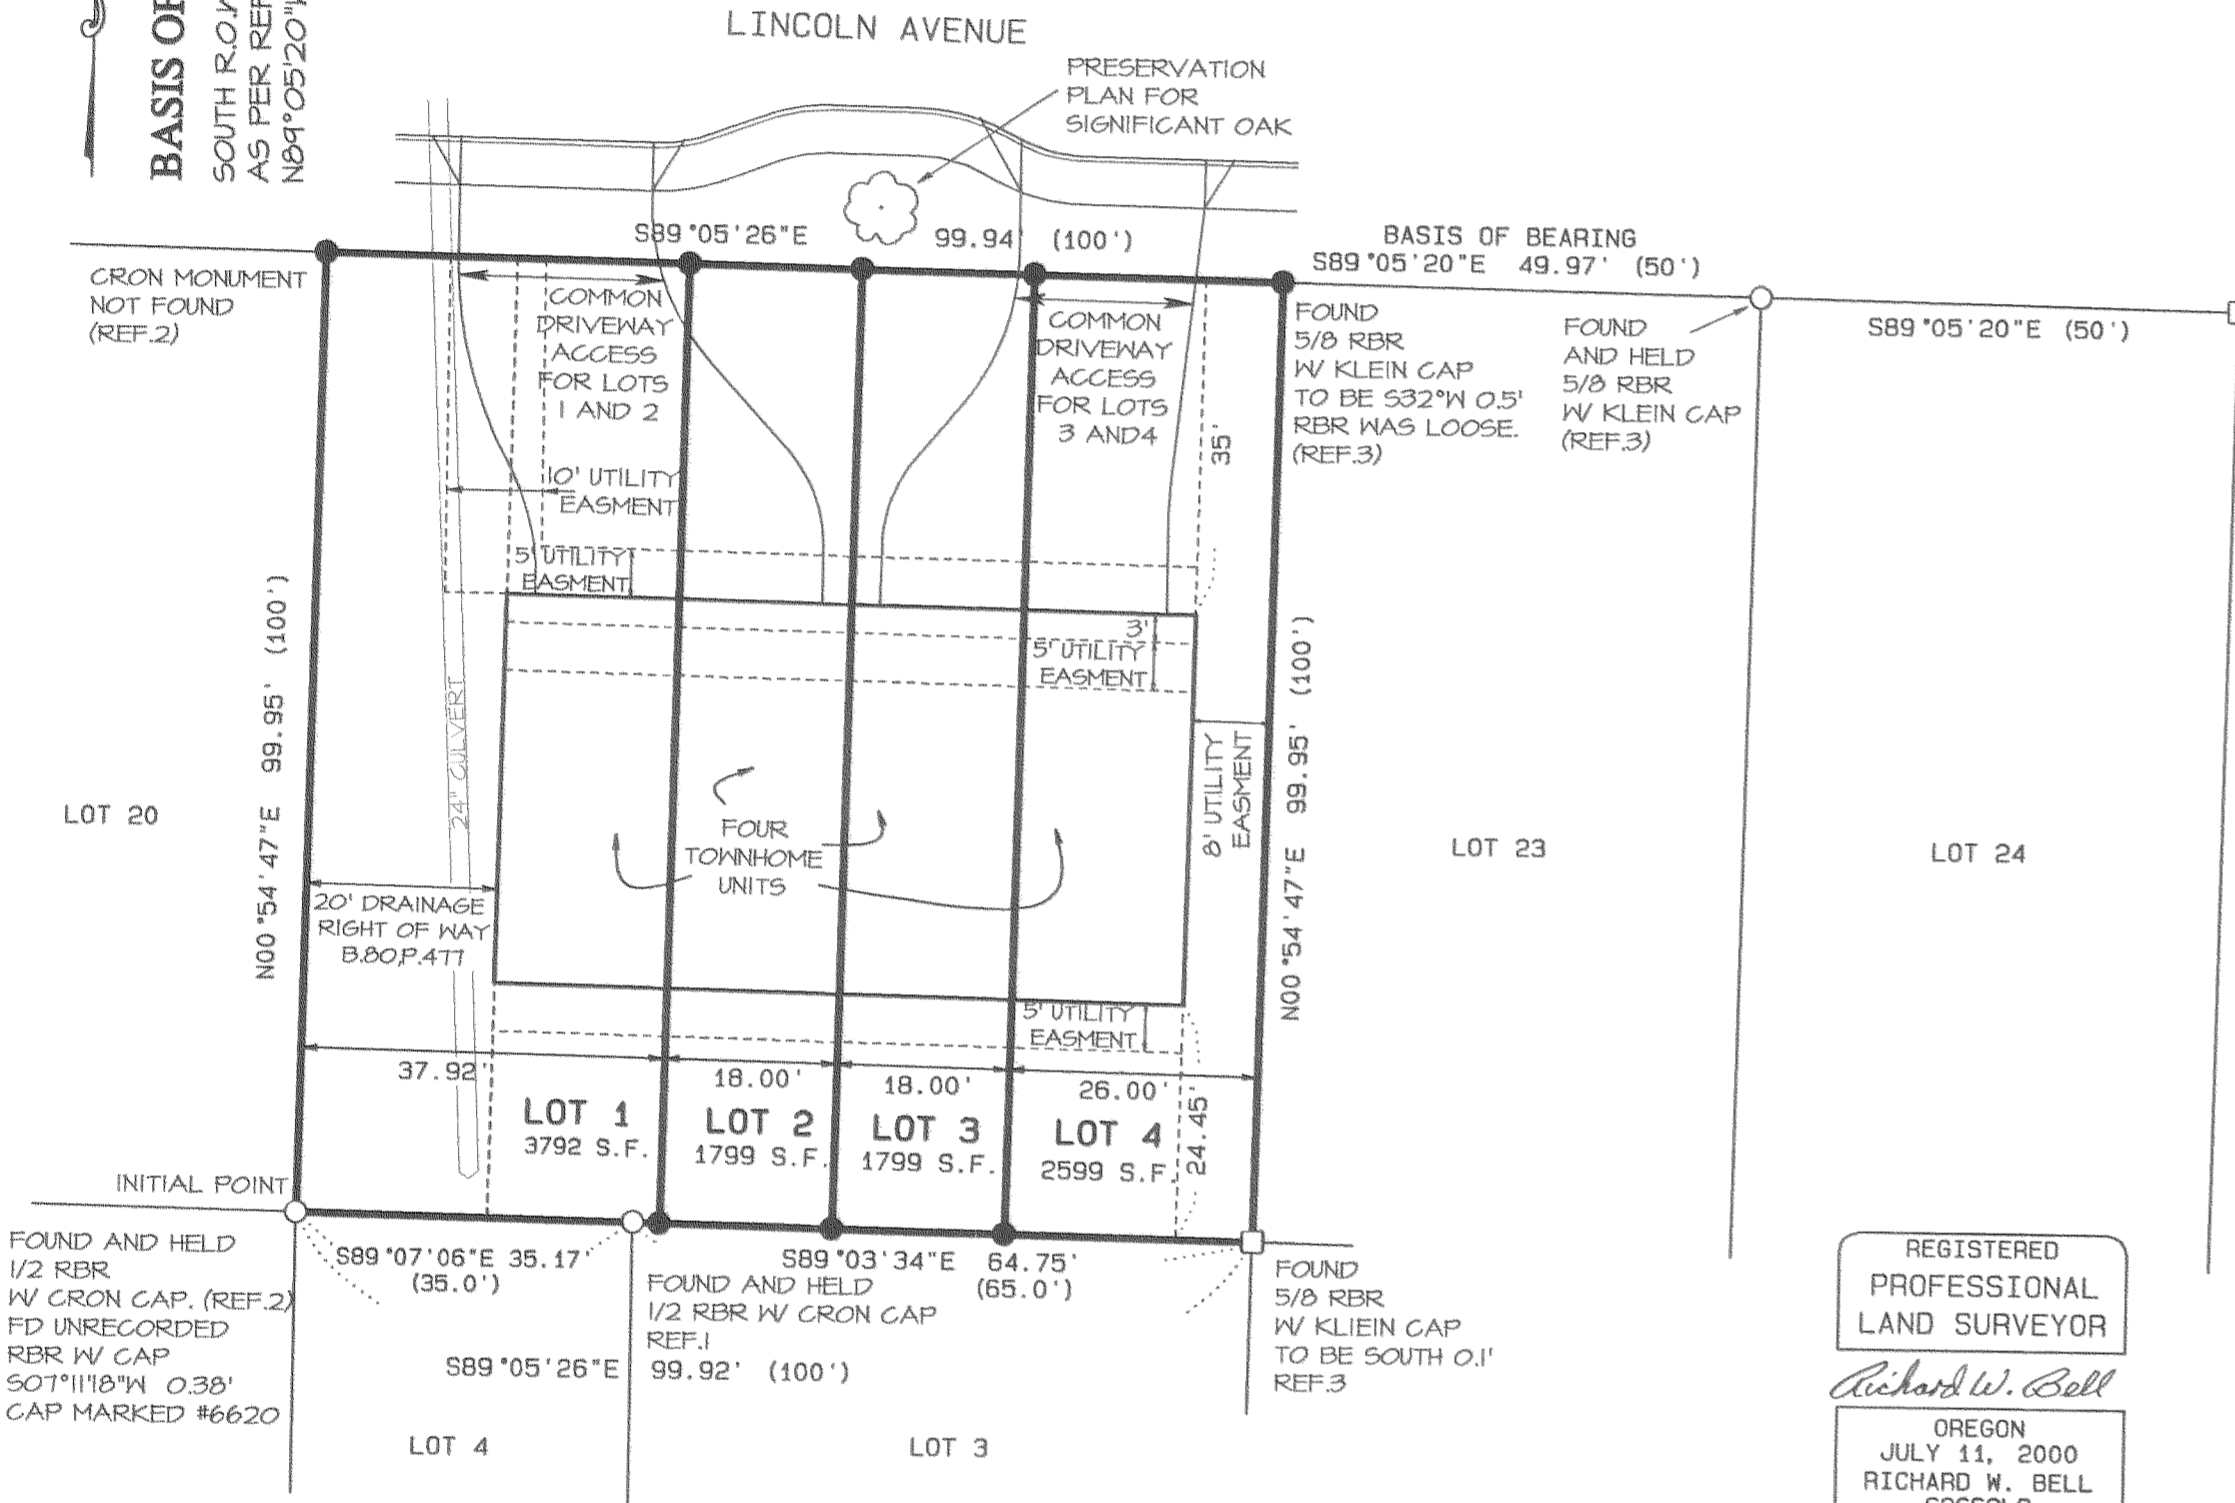 LINCOLN AVENUE
BASIS OF
SOUTH R.O.W
AS PER REF
N89°05'20"W
PRESERVATION
PLAN FOR
SIGNIFICANT OAK
S89°05'26"E 99.94' (100')
BASIS OF BEARING
S89°05'20"E 49.97' (50')
S89°05'20"E (50')
CRON MONUMENT
NOT FOUND
(REF.2)
COMMON
DRIVEWAY
ACCESS
FOR LOTS
1 AND 2
COMMON
DRIVEWAY
ACCESS
FOR LOTS
3 AND4
FOUND
5/8 RBR
W/ KLEIN CAP
TO BE S32°W 0.5'
RBR WAS LOOSE.
(REF.3)
FOUND
AND HELD
5/8 RBR
W/ KLEIN CAP
(REF.3)
35'
10' UTILITY
EASMENT
5' UTILITY
EASMENT
3'
5' UTILITY
EASMENT
N00°54'47"E 99.95' (100')
24" CULVERT
8' UTILITY
EASMENT
N00°54'47"E 99.95' (100')
LOT 20
FOUR
TOWNHOME
UNITS
LOT 23
LOT 24
20' DRAINAGE
RIGHT OF WAY
B.80,P.477
5' UTILITY
EASMENT
37.92'
18.00'
18.00'
26.00'
24.45'
LOT 1
3792 S.F.
LOT 2
1799 S.F.
LOT 3
1799 S.F.
LOT 4
2599 S.F.
INITIAL POINT
FOUND AND HELD
1/2 RBR
W/ CRON CAP. (REF.2)
FD UNRECORDED
RBR W/ CAP
S07°11'18"W 0.38'
CAP MARKED #6620
S89°07'06"E 35.17'
(35.0')
S89°03'34"E 64.75'
(65.0')
FOUND AND HELD
1/2 RBR W/ CRON CAP
REF.1
S89°05'26"E 99.92' (100')
FOUND
5/8 RBR
W/ KLIEIN CAP
TO BE SOUTH 0.1'
REF.3
LOT 4
LOT 3
REGISTERED
PROFESSIONAL
LAND SURVEYOR
Richard W. Bell
OREGON
JULY 11, 2000
RICHARD W. BELL